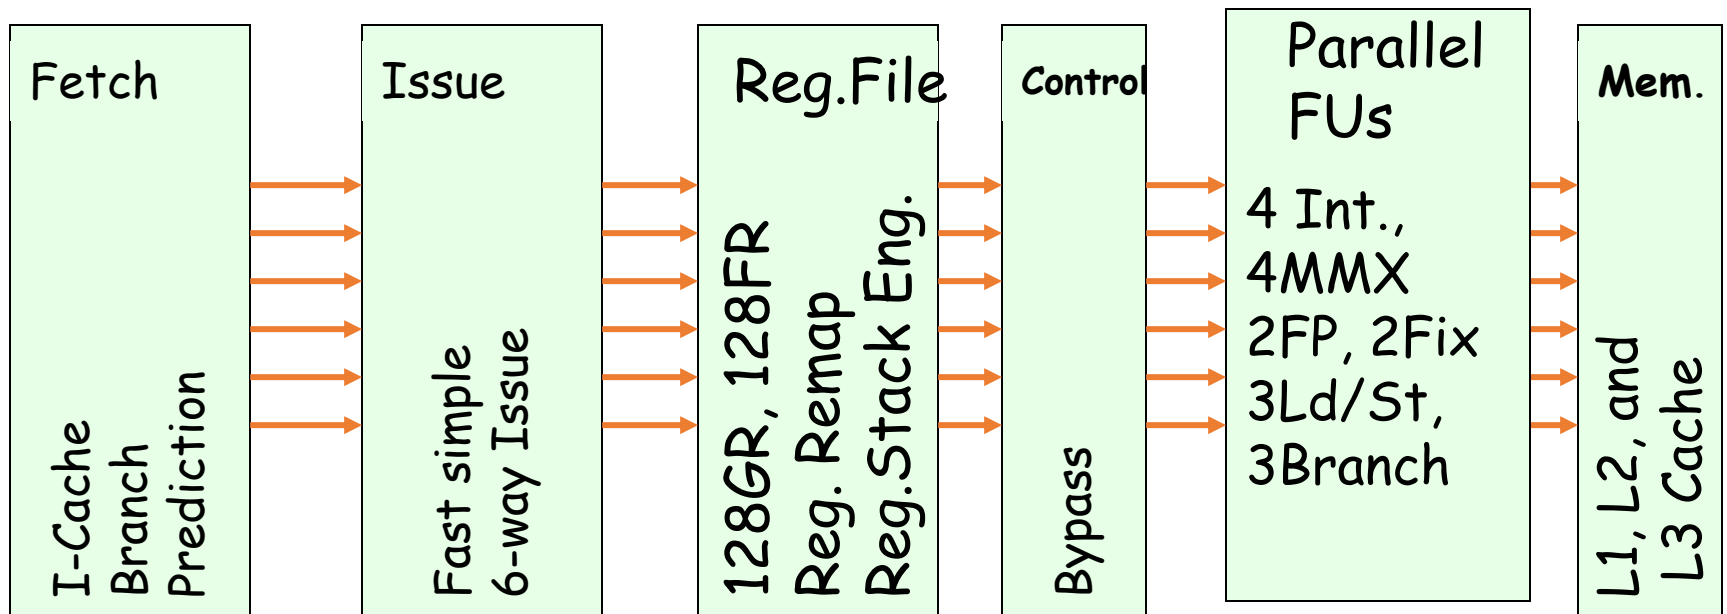 Fetch
I-Cache
Branch
Prediction
Issue
Fast simple
6-way Issue
Reg.File
128GR, 128FR
Reg. Remap
Reg.Stack Eng.
Control
Bypass
Parallel
FUs
4 Int.,
4MMX
2FP, 2Fix
3Ld/St,
3Branch
Mem.
L1, L2, and
L3 Cache